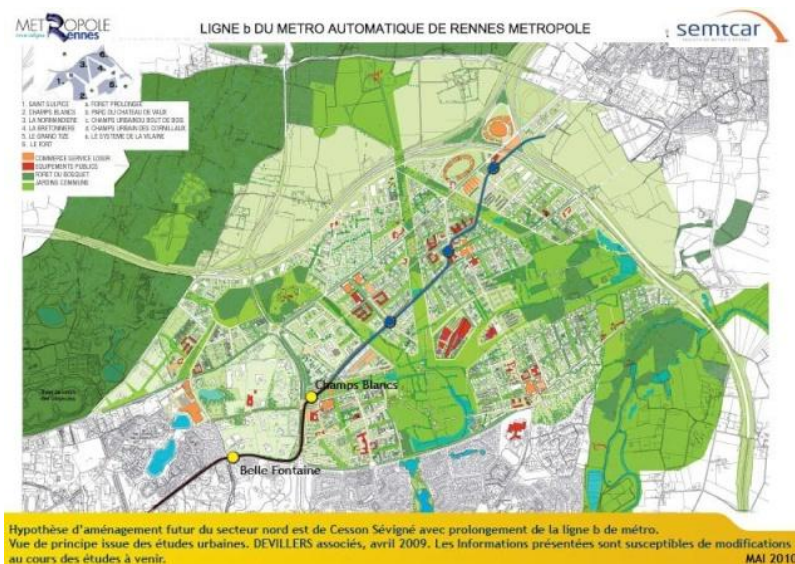 METROPOLE
Rennes
LIGNE b DU METRO AUTOMATIQUE DE RENNES METROPOLE
semtcar
1. SAINT SULPICE
2. CHAMPS BLANCS
3. LA NORMANDIERE
4. LA BRETONNIERE
5. LE GRAND TIZE
6. LE FORT
a. FORET PROLONGEE
b. PARC DU CHATEAU DE VAUX
c. CHAMPS URBAIN DU BOUT DE BOIS
d. CHAMPS URBAIN DES CORNILLAUX
e. LE SYSTEME DE LA VILAINE
COMMERCE SERVICE LOISIR
EQUIPEMENTS PUBLICS
FORET OU BOSQUET
JARDINS COMMUNS
Champs Blancs
Belle Fontaine
Hypothèse d'aménagement futur du secteur nord est de Cesson Sévigné avec prolongement de la ligne b de métro.
Vue de principe issue des études urbaines. DEVILLERS associés, avril 2009. Les Informations présentées sont susceptibles de modifications
au cours des études à venir.
MAI 2010